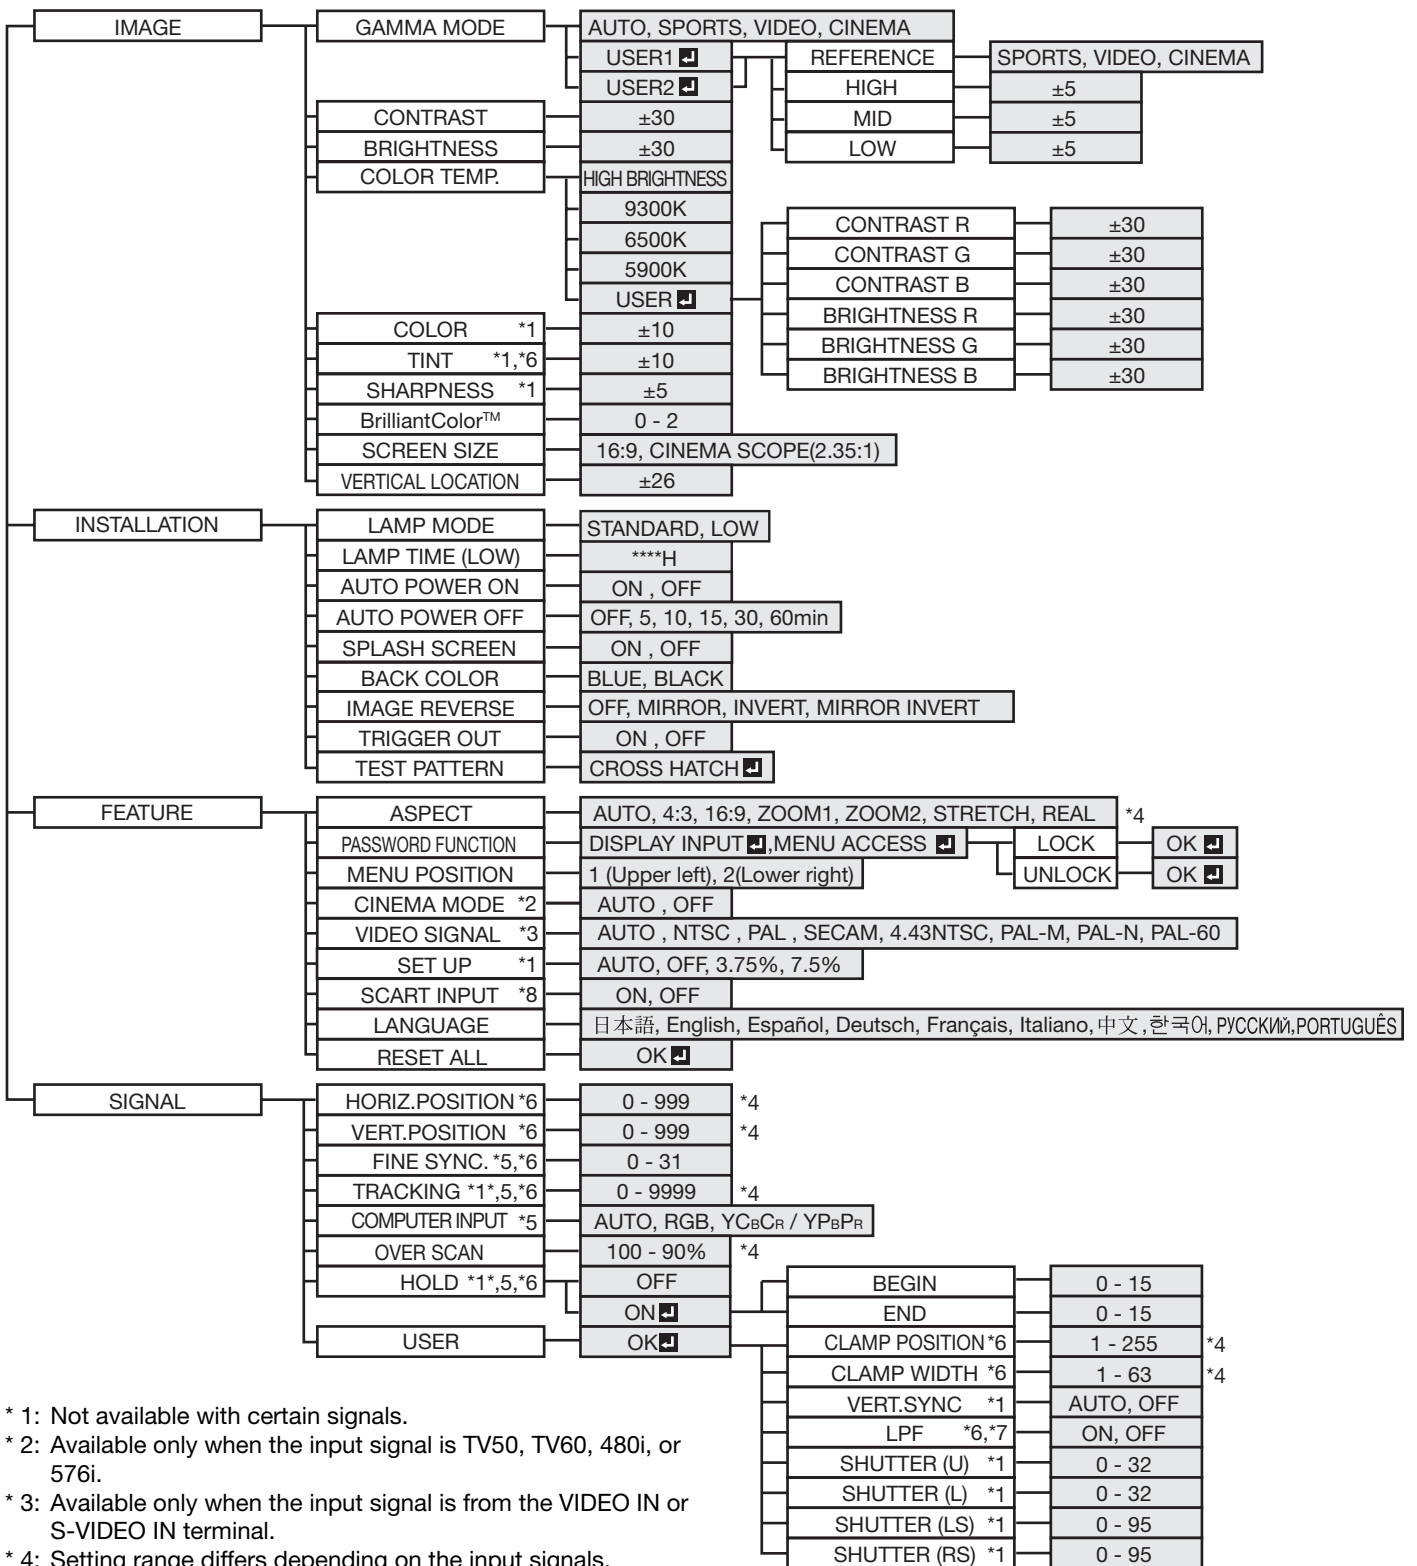 IMAGE GAMMA MODE AUTO, SPORTS, VIDEO, CINEMA
USER1 REFERENCE SPORTS, VIDEO, CINEMA
USER2 HIGH ±5
CONTRAST ±30 MID ±5
BRIGHTNESS ±30 LOW ±5
COLOR TEMP. HIGH BRIGHTNESS
9300K CONTRAST R ±30
6500K CONTRAST G ±30
5900K CONTRAST B ±30
USER BRIGHTNESS R ±30
COLOR *1 ±10 BRIGHTNESS G ±30
TINT *1,*6 ±10 BRIGHTNESS B ±30
SHARPNESS *1 ±5
BrilliantColor™ 0 - 2
SCREEN SIZE 16:9, CINEMA SCOPE(2.35:1)
VERTICAL LOCATION ±26
INSTALLATION LAMP MODE STANDARD, LOW
LAMP TIME (LOW) ****H
AUTO POWER ON ON , OFF
AUTO POWER OFF OFF, 5, 10, 15, 30, 60min
SPLASH SCREEN ON , OFF
BACK COLOR BLUE, BLACK
IMAGE REVERSE OFF, MIRROR, INVERT, MIRROR INVERT
TRIGGER OUT ON , OFF
TEST PATTERN CROSS HATCH
FEATURE ASPECT AUTO, 4:3, 16:9, ZOOM1, ZOOM2, STRETCH, REAL *4
PASSWORD FUNCTION DISPLAY INPUT ,MENU ACCESS LOCK OK
MENU POSITION 1 (Upper left), 2(Lower right) UNLOCK OK
CINEMA MODE *2 AUTO , OFF
VIDEO SIGNAL *3 AUTO , NTSC , PAL , SECAM, 4.43NTSC, PAL-M, PAL-N, PAL-60
SET UP *1 AUTO, OFF, 3.75%, 7.5%
SCART INPUT *8 ON, OFF
LANGUAGE 日本語, English, Español, Deutsch, Français, Italiano, 中文 , 한국어, РУССКИЙ, PORTUGUÊS
RESET ALL OK
SIGNAL HORIZ.POSITION *6 0 - 999 *4
VERT.POSITION *6 0 - 999 *4
FINE SYNC. *5,*6 0 - 31
TRACKING *1*,5,*6 0 - 9999 *4
COMPUTER INPUT *5 AUTO, RGB, YCBCR / YPBPR
OVER SCAN 100 - 90% *4
HOLD *1*,5,*6 OFF BEGIN 0 - 15
ON END 0 - 15
USER OK CLAMP POSITION *6 1 - 255 *4
CLAMP WIDTH *6 1 - 63 *4
VERT.SYNC *1 AUTO, OFF
LPF *6,*7 ON, OFF
SHUTTER (U) *1 0 - 32
SHUTTER (L) *1 0 - 32
SHUTTER (LS) *1 0 - 95
SHUTTER (RS) *1 0 - 95
* 1: Not available with certain signals.
* 2: Available only when the input signal is TV50, TV60, 480i, or
576i.
* 3: Available only when the input signal is from the VIDEO IN or
S-VIDEO IN terminal.
* 4: Setting range differs depending on the input signals.